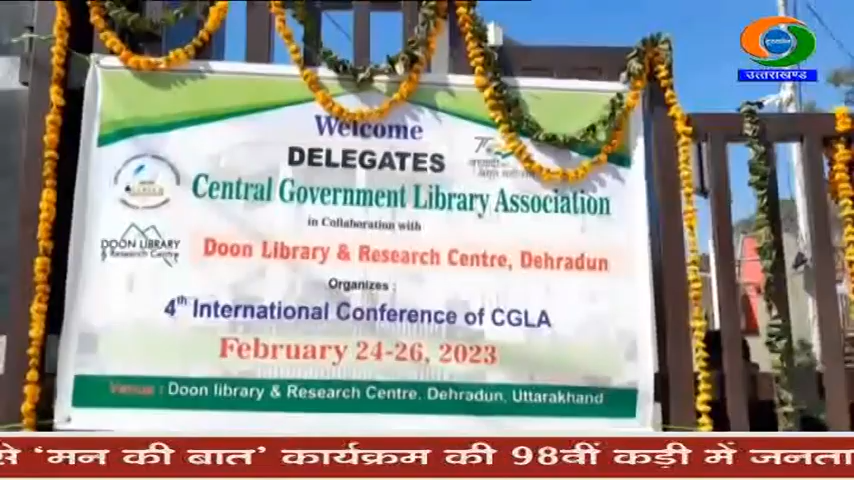 उत्तराखण्ड
Welcome
DELEGATES
Central Government Library Association
in Collaboration with
DOON LIBRARY
& Research Centre
Doon Library & Research Centre, Dehradun
ORGANIZES :
4th International Conference of CGLA
February 24-26, 2023
Venue : Doon library & Research Centre, Dehradun, Uttarakhand
से ‘मन की बात’ कार्यक्रम की 98वीं कड़ी में जनता